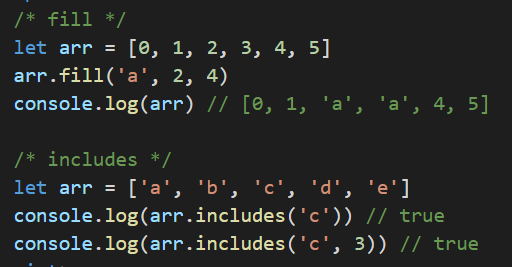 /* fill */
let arr = [0, 1, 2, 3, 4, 5]
arr.fill('a', 2, 4)
console.log(arr) // [0, 1, 'a', 'a', 4, 5]
/* includes */
let arr = ['a', 'b', 'c', 'd', 'e']
console.log(arr.includes('c')) // true
console.log(arr.includes('c', 3)) // true